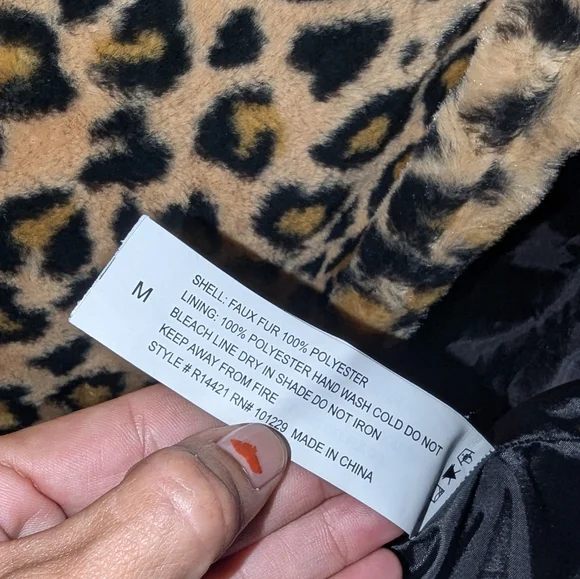 M
SHELL: FAUX FUR 100% POLYESTER
LINING: 100% POLYESTER HAND WASH COLD DO NOT
BLEACH LINE DRY IN SHADE DO NOT IRON
KEEP AWAY FROM FIRE
STYLE # R14421 RN# 101229 MADE IN CHINA